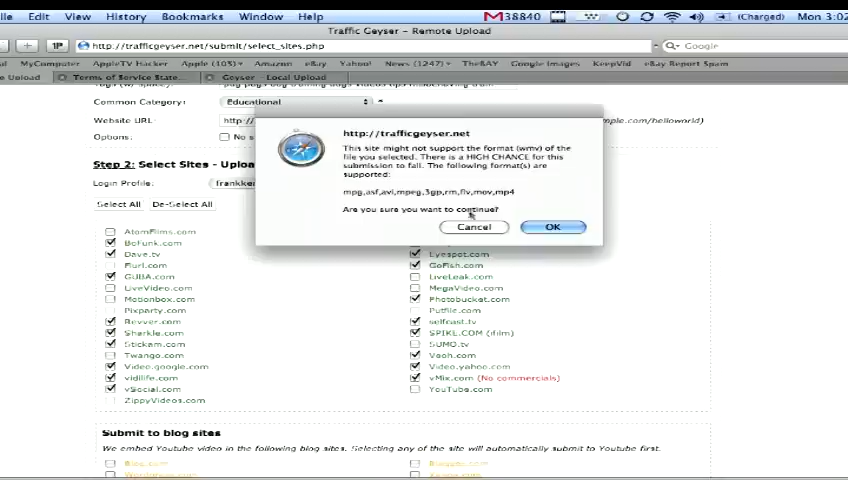 File Edit View History Bookmarks Window Help 38840 (Charged) Mon 3:02
Traffic Geyser – Remote Upload
http://trafficgeyser.net/submit/select_sites.php Google
MyComputer AppleTV Hacker Apple (105) Amazon eBay Yahoo! News (1247) TheBAY Google Images KeepVid eBay Report Spam
Upload Terms of Service State... Geyser – Local Upload
Common Category: Educational
Website URL: http:/ mple.com/helloworld)
Options: No s
Step 2: Select Sites - Uploa
Login Profile: frankker
Select All De-Select All
http://trafficgeyser.net
This site might not support the format (wmv) of the
file you selected. There is a HIGH CHANCE for this
submission to fail. The following format(s) are
supported:
mpg,asf,avi,mpeg,3gp,rm,flv,mov,mp4
Are you sure you want to continue?
Cancel OK
AtomFilms.com
BoFunk.com
Dave.tv Eyespot.com
Flurl.com GoFish.com
GUBA.com LiveLeak.com
LiveVideo.com MegaVideo.com
Motionbox.com Photobucket.com
Pixparty.com Putfile.com
Revver.com selfcast.tv
Sharkle.com SPIKE.COM (ifilm)
Stickam.com SUMO.tv
Twango.com Veoh.com
Video.google.com Video.yahoo.com
vidilife.com vMix.com (No commercials)
vSocial.com YouTube.com
ZippyVideos.com
Submit to blog sites
We embed Youtube video in the following blog sites. Selecting any of the site will automatically submit to Youtube first.